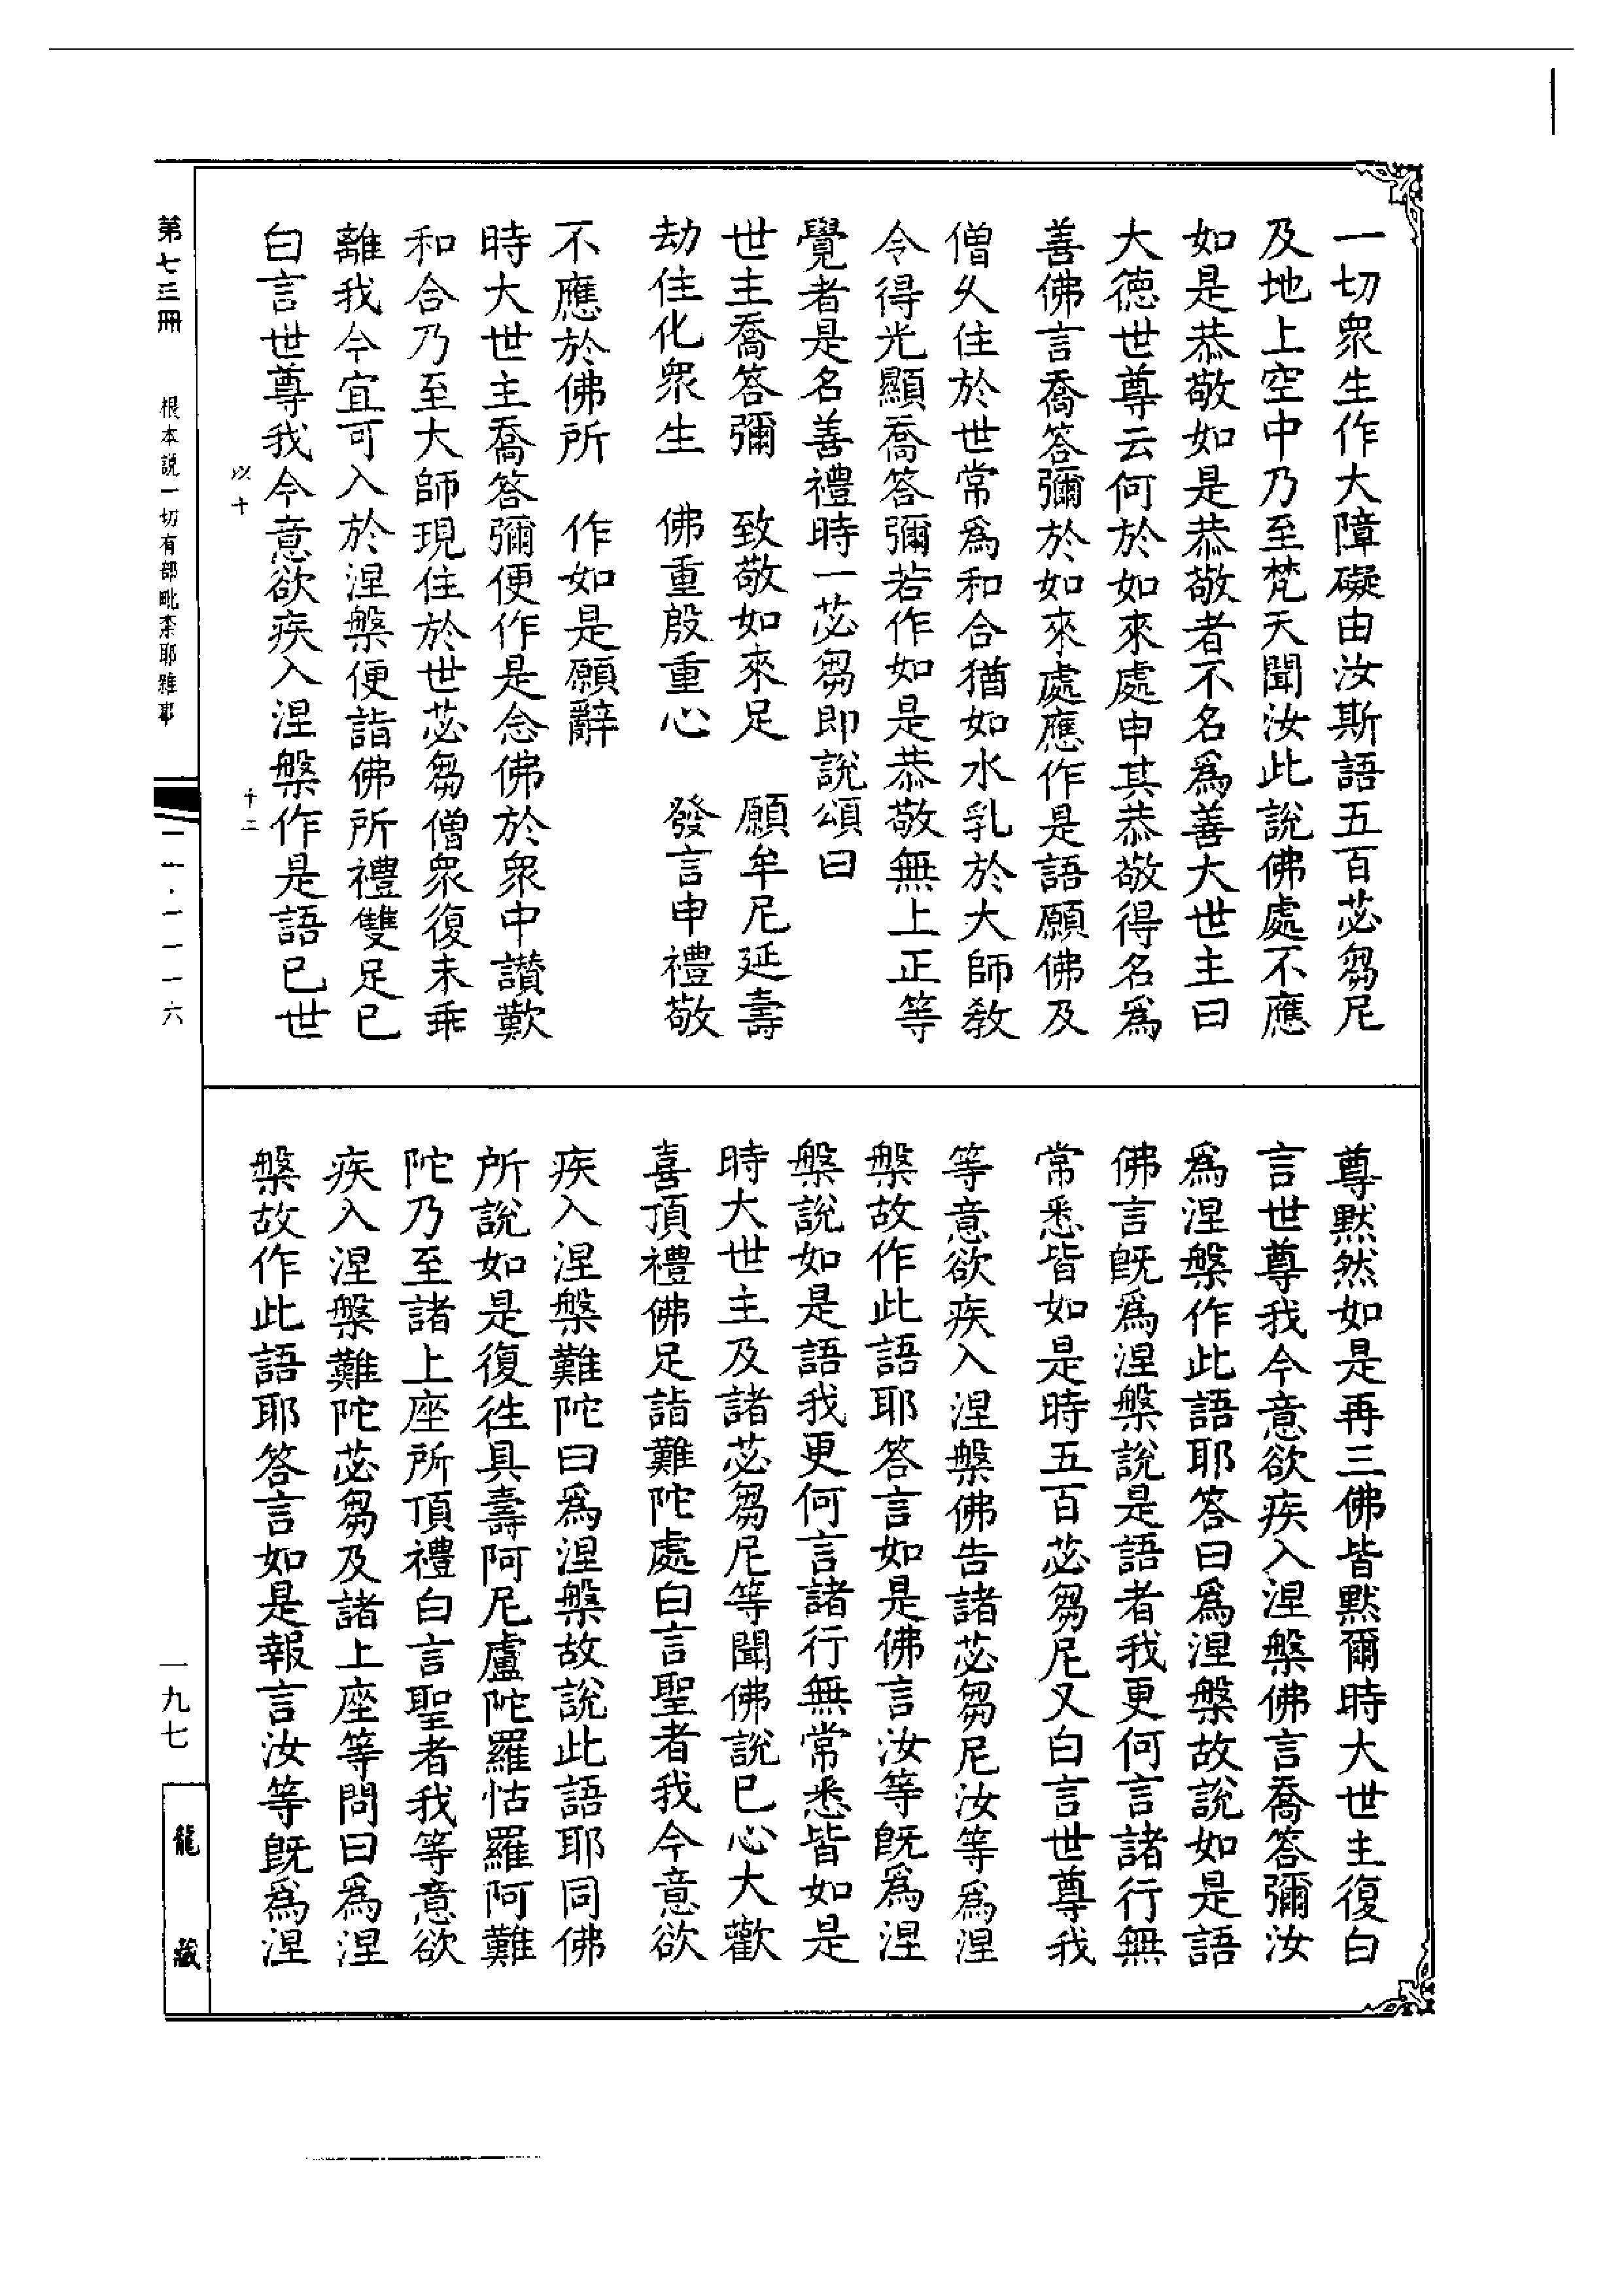 一切衆生作大障礙由汝斯語五百苾芻尼
及地上空中乃至梵天聞汝此說佛處不應
如是恭敬如是恭敬者不名爲善大世主曰
大德世尊云何於如來處申其恭敬得名爲
善佛言喬答彌於如來處應作是語願佛及
僧久住於世常爲和合猶如水乳於大師教
令得光顯喬答彌若作如是恭敬無上正等
覺者是名善禮時一苾芻即說頌曰
世主喬答彌　致敬如來足　願牟尼延壽
劫住化衆生　佛重殷重心　發言申禮敬
不應於佛所　作如是願辭
時大世主喬答彌便作是念佛於衆中讚歎
和合乃至大師現住於世苾芻僧衆復未乖
離我今宜可入於涅槃便詣佛所禮雙足已
白言世尊我今意欲疾入涅槃作是語已世
以十　十二
尊默然如是再三佛皆默爾時大世主復白
言世尊我今意欲疾入涅槃佛言喬答彌汝
爲涅槃作此語耶答曰爲涅槃故說如是語
佛言旣爲涅槃說是語者我更何言諸行無
常悉皆如是時五百苾芻尼又白言世尊我
等意欲疾入涅槃佛告諸苾芻尼汝等爲涅
槃故作此語耶答言如是佛言汝等旣爲涅
槃說如是語我更何言諸行無常悉皆如是
時大世主及諸苾芻尼等聞佛說已心大歡
喜頂禮佛足詣難陀處白言聖者我今意欲
疾入涅槃難陀曰爲涅槃故說此語耶同佛
所說如是復往具壽阿尼盧陀羅怙羅阿難
陀乃至諸上座所頂禮白言聖者我等意欲
疾入涅槃難陀苾芻及諸上座等問曰爲涅
槃故作此語耶答言如是報言汝等旣爲涅
第七三冊　根本說一切有部毗柰耶雜事
一一·一一一六
一九七
龍藏